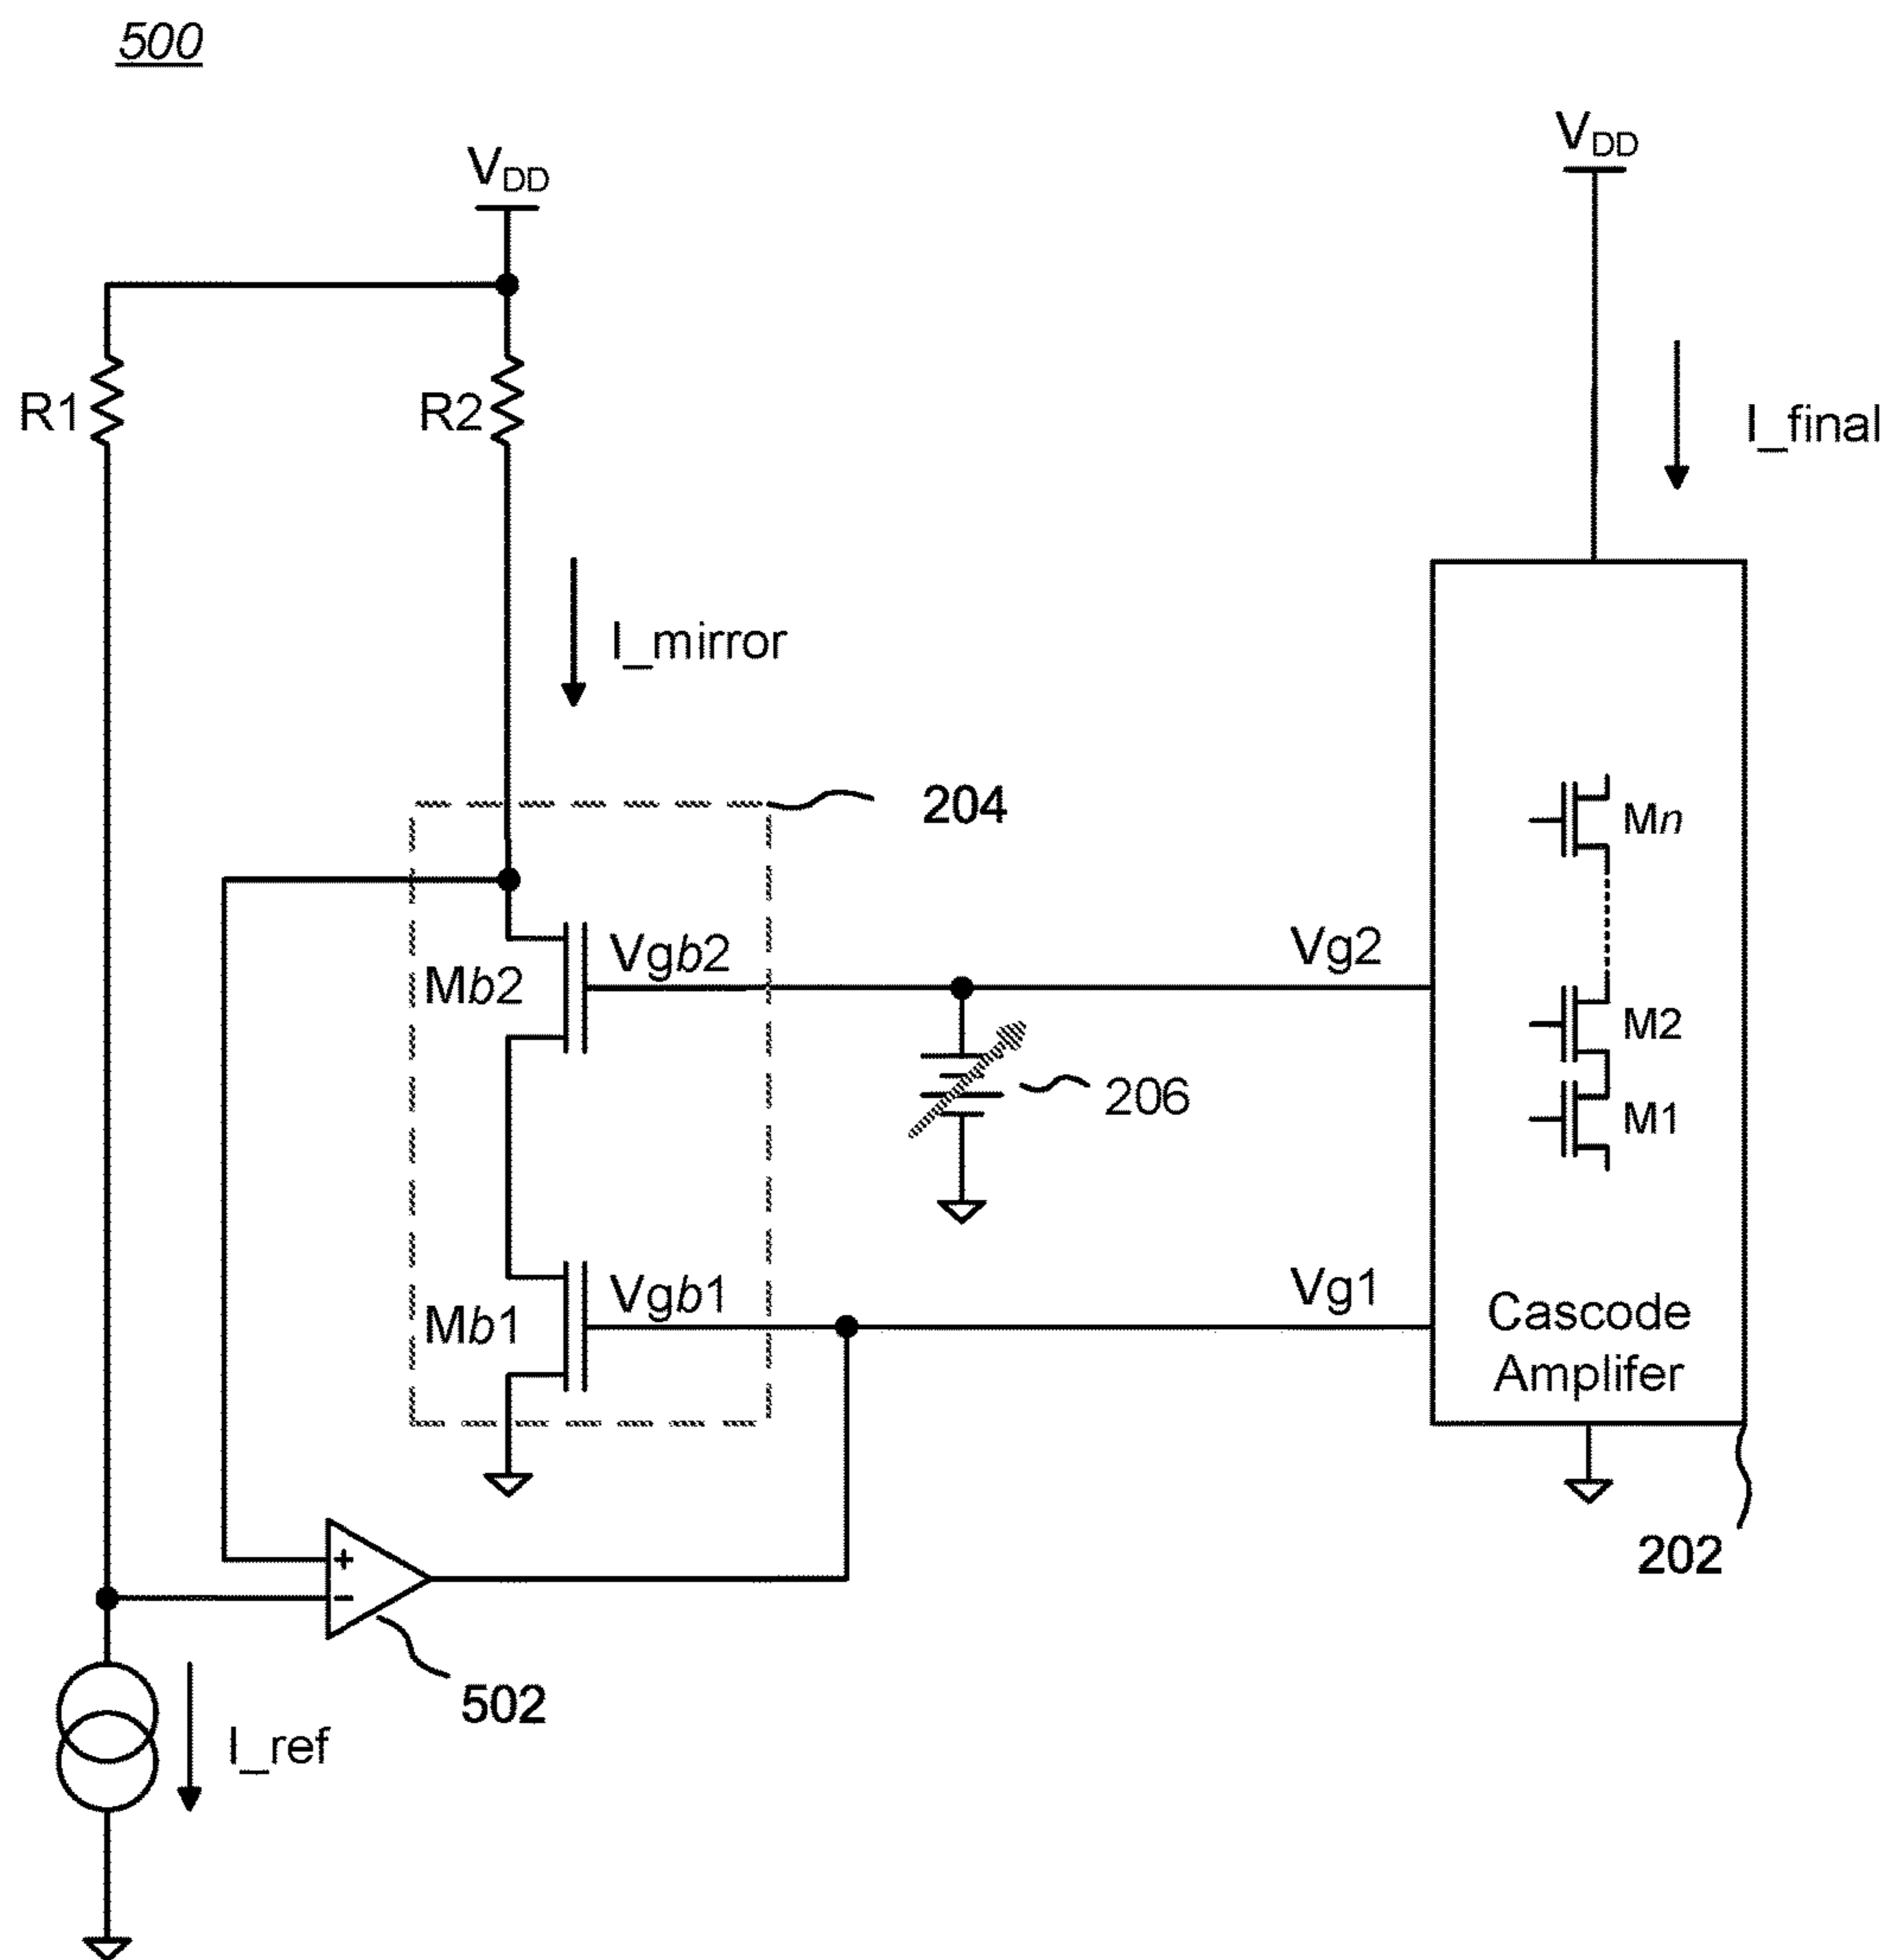 500
VDD
VDD
R1
R2
I_final
I_mirror
204
Mn
Vgb2
Vg2
Mb2
M2
206
M1
Vgb1
Vg1
Mb1
Cascode
Amplifer
+
−
202
502
I_ref